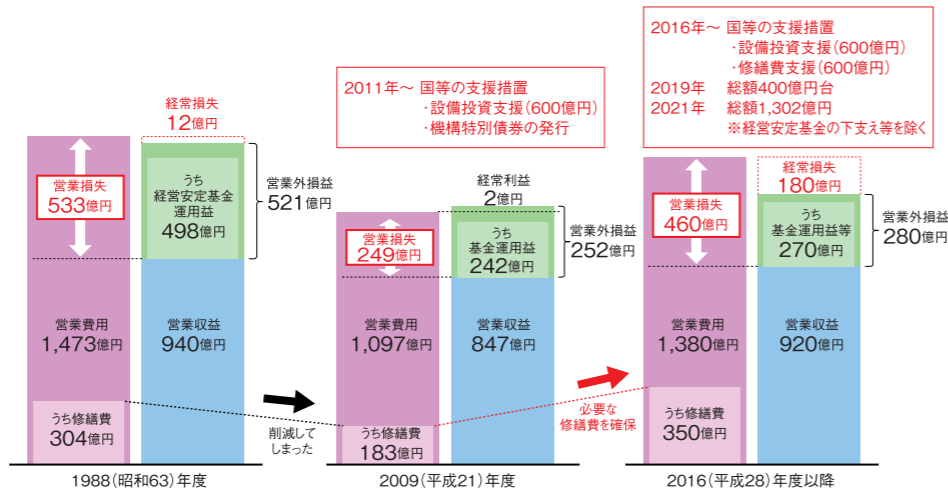 経常損失
12億円
営業損失
533億円
うち
経営安定基金
運用益
498億円
営業外損益
521億円
営業費用
1,473億円
営業収益
940億円
うち修繕費
304億円
1988(昭和63)年度
削減して
しまった
2011年～ 国等の支援措置
・設備投資支援(600億円)
・機構特別債券の発行
経常利益
2億円
営業損失
249億円
うち
基金運用益
242億円
営業外損益
252億円
営業費用
1,097億円
営業収益
847億円
うち修繕費
183億円
2009(平成21)年度
必要な
修繕費を確保
2016年～ 国等の支援措置
・設備投資支援(600億円)
・修繕費支援(600億円)
2019年 総額400億円台
2021年 総額1,302億円
※経営安定基金の下支え等を除く
経常損失
180億円
営業損失
460億円
うち
基金運用益等
270億円
営業外損益
280億円
営業費用
1,380億円
営業収益
920億円
うち修繕費
350億円
2016(平成28)年度以降